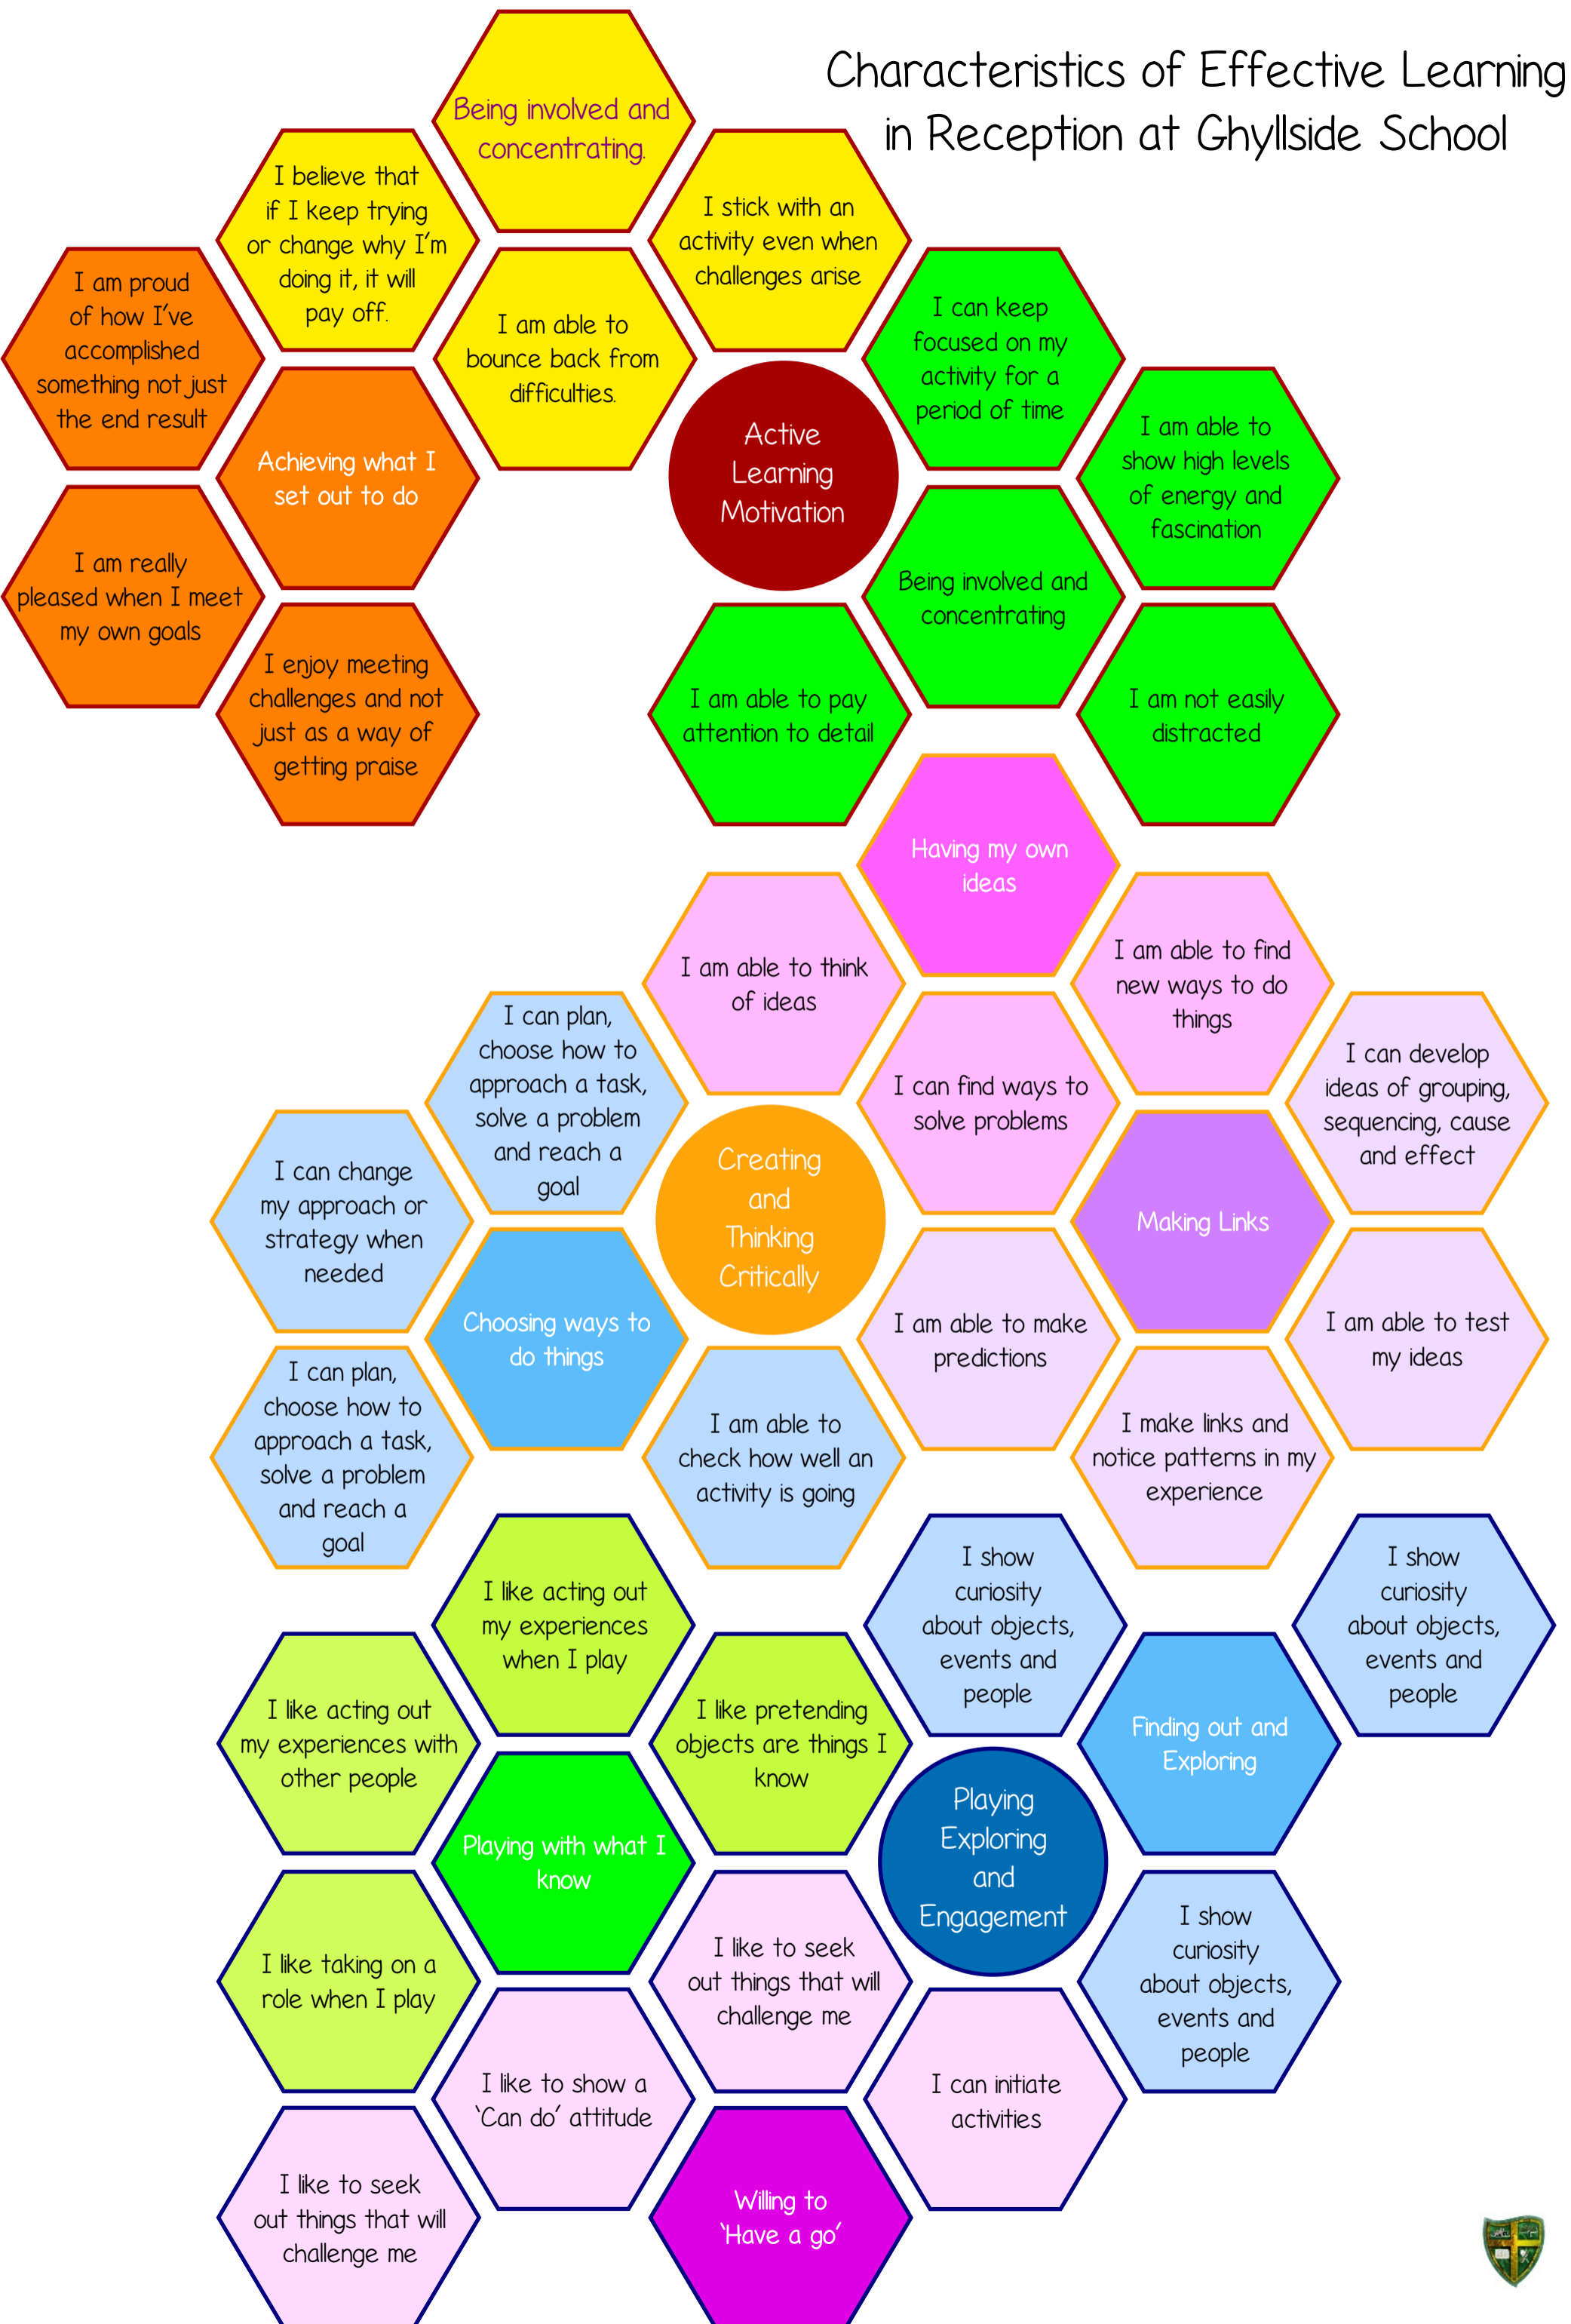 Characteristics of Effective Learning
in Reception at Ghyllside School
Being involved and
concentrating.
I believe that
if I keep trying
or change why I'm
doing it, it will
pay off.
I stick with an
activity even when
challenges arise
I am proud
of how I've
accomplished
something not just
the end result
I am able to
bounce back from
difficulties.
I can keep
focused on my
activity for a
period of time
Achieving what I
set out to do
Active
Learning
Motivation
I am able to
show high levels
of energy and
fascination
I am really
pleased when I meet
my own goals
Being involved and
concentrating
I enjoy meeting
challenges and not
just as a way of
getting praise
I am able to pay
attention to detail
I am not easily
distracted
Having my own
ideas
I am able to think
of ideas
I am able to find
new ways to do
things
I can plan,
choose how to
approach a task,
solve a problem
and reach a
goal
I can find ways to
solve problems
I can develop
ideas of grouping,
sequencing, cause
and effect
I can change
my approach or
strategy when
needed
Creating
and
Thinking
Critically
Making Links
Choosing ways to
do things
I am able to make
predictions
I am able to test
my ideas
I can plan,
choose how to
approach a task,
solve a problem
and reach a
goal
I am able to
check how well an
activity is going
I make links and
notice patterns in my
experience
I like acting out
my experiences
when I play
I show
curiosity
about objects,
events and
people
I show
curiosity
about objects,
events and
people
I like acting out
my experiences with
other people
I like pretending
objects are things I
know
Finding out and
Exploring
Playing with what I
know
Playing
Exploring
and
Engagement
I like taking on a
role when I play
I like to seek
out things that will
challenge me
I show
curiosity
about objects,
events and
people
I like to show a
'Can do' attitude
I can initiate
activities
I like to seek
out things that will
challenge me
Willing to
'Have a go'